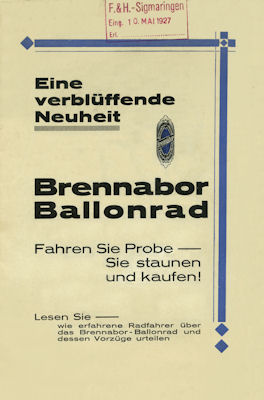 F. & H.-Sigmaringen
Eing. 10. MAI 1927
Erl.
Eine
verblüffende
Neuheit
Brennabor
Ballonrad
Fahren Sie Probe —
Sie staunen
und kaufen!
Lesen Sie —
wie erfahrene Radfahrer über
das Brennabor-Ballonrad und
dessen Vorzüge urteilen